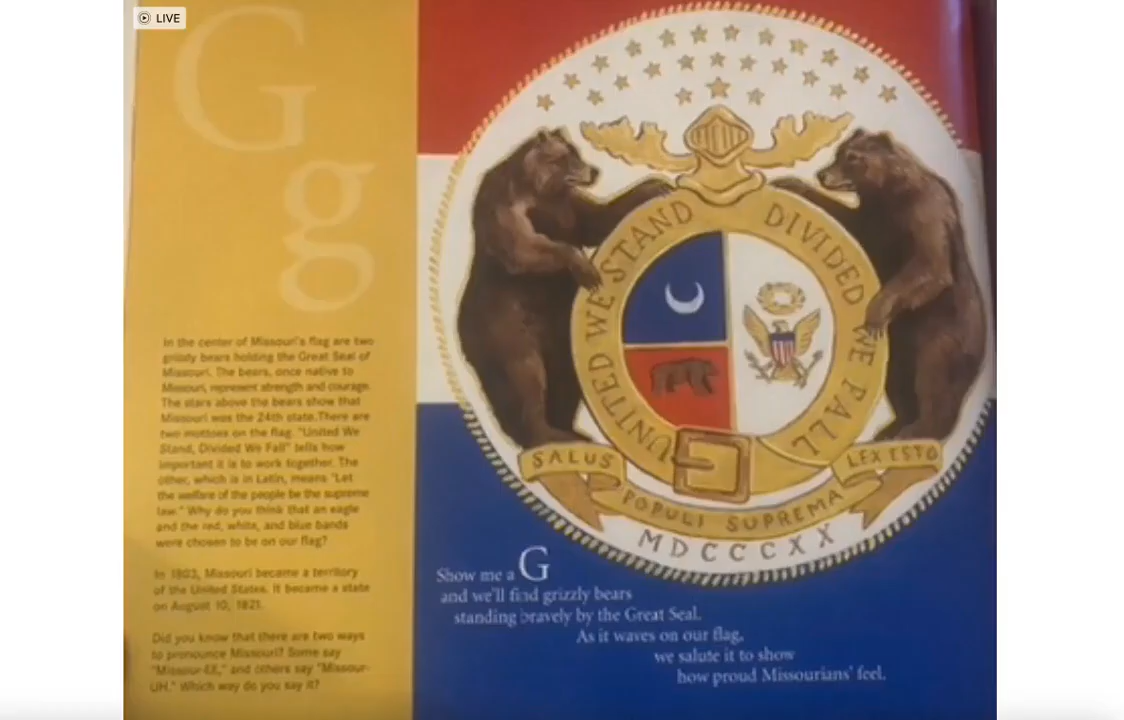 LIVE
G
g
In the center of Missouri's flag are two
grizzly bears holding the Great Seal of
Missouri. The bears, once native to
Missouri, represent strength and courage.
The stars above the bears show that
Missouri was the 24th state.There are
two mottoes on the flag. "United We
Stand, Divided We Fall" tells how
important it is to work together. The
other, which is in Latin, means "Let
the welfare of the people be the supreme
law." Why do you think that an eagle
and the red, white, and blue bands
were chosen to be on our flag?
In 1803, Missouri became a territory
of the United States. It became a state
on August 10, 1821.
Did you know that there are two ways
to pronounce Missouri? Some say
"Missour-EE," and others say "Missour-
UH." Which way do you say it?
UNITED WE STAND DIVIDED WE FALL
SALUS POPULI SUPREMA LEX ESTO
MDCCCXX
Show me a G
and we'll find grizzly bears
standing bravely by the Great Seal.
As it waves on our flag,
we salute it to show
how proud Missourians' feel.